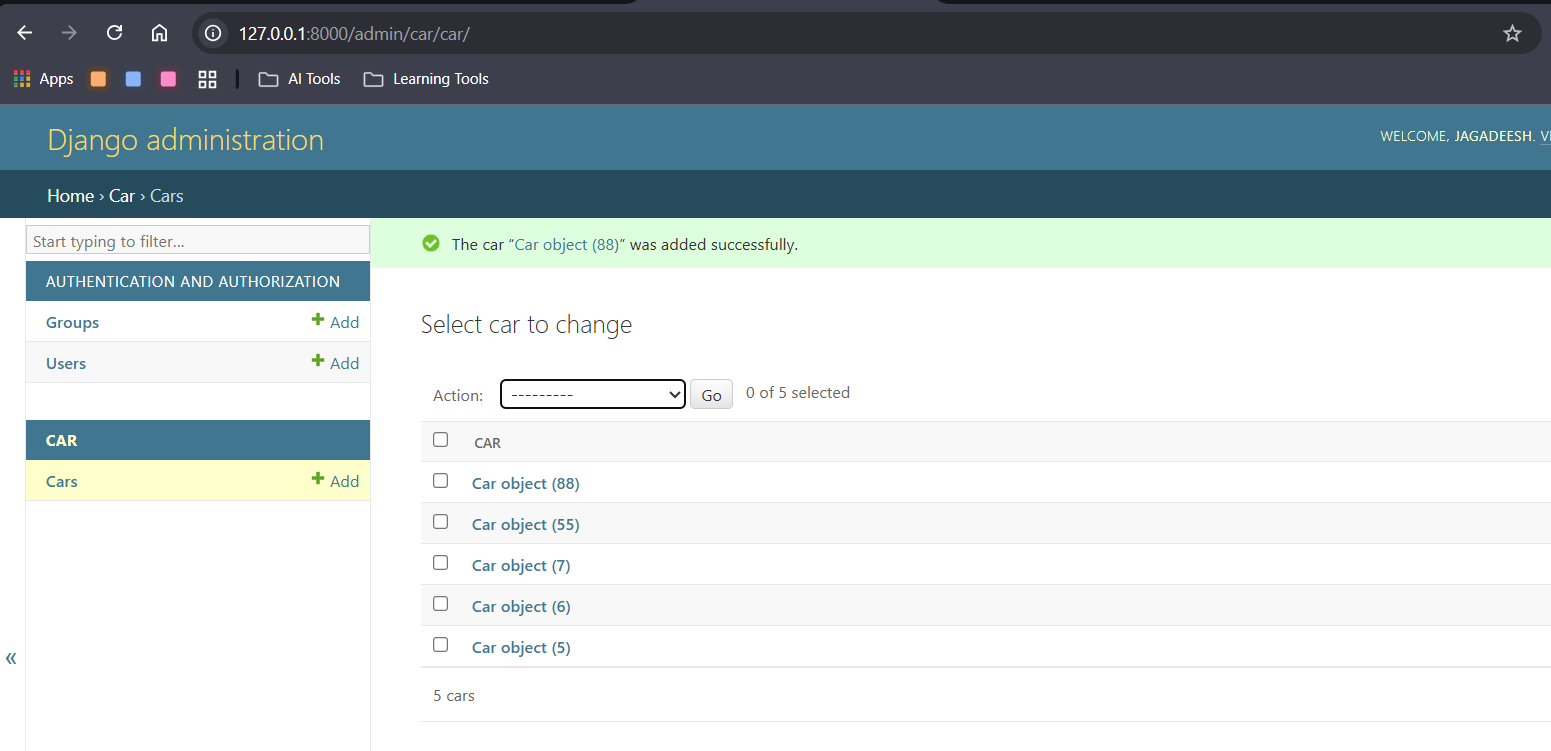 127.0.0.1:8000/admin/car/car/
Apps AI Tools Learning Tools
Django administration
WELCOME, JAGADEESH.
Home › Car › Cars
Start typing to filter...
The car “Car object (88)” was added successfully.
AUTHENTICATION AND AUTHORIZATION
Groups + Add
Users + Add
CAR
Cars + Add
«
Select car to change
Action: --------- Go 0 of 5 selected
CAR
Car object (88)
Car object (55)
Car object (7)
Car object (6)
Car object (5)
5 cars